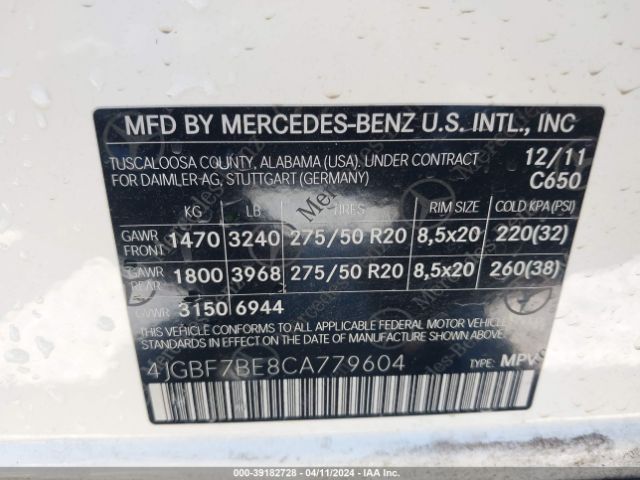 MFD BY MERCEDES-BENZ U.S. INTL., INC
TUSCALOOSA COUNTY, ALABAMA (USA). UNDER CONTRACT 12/11
FOR DAIMLER-AG, STUTTGART (GERMANY) C650
KG LB TIRES RIM SIZE COLD KPA(PSI)
GAWR FRONT 1470 3240 275/50 R20 8,5x20 220(32)
GAWR REAR 1800 3968 275/50 R20 8,5x20 260(38)
GVWR 3150 6944
THIS VEHICLE CONFORMS TO ALL APPLICABLE FEDERAL MOTOR VEHICLE
SAFETY STANDARDS IN EFFECT ON THE DATE OF MANUFACTURE SHOWN ABOVE.
4JGBF7BE8CA779604 TYPE: MPV
000-39182728 - 04/11/2024 - IAA Inc.